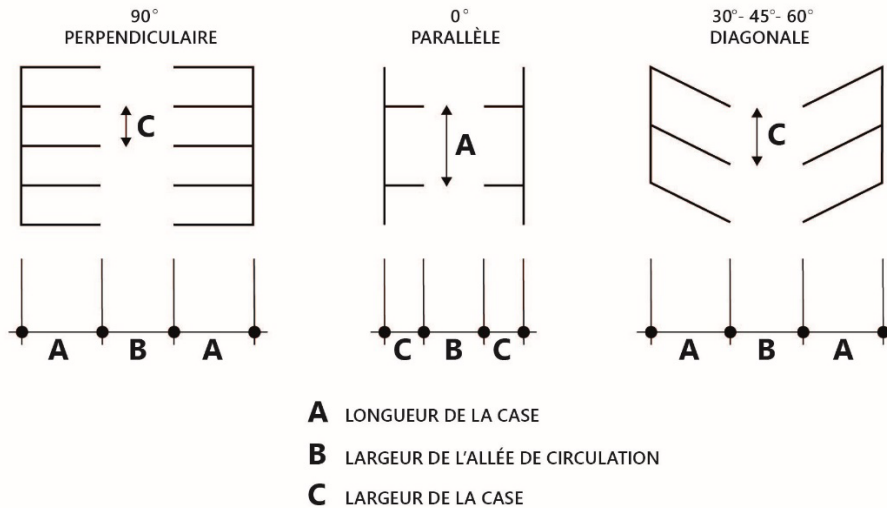 90°
PERPENDICULAIRE
0°
PARALLÈLE
30°- 45°- 60°
DIAGONALE
C
A
C
A B A
C B C
A B A
A LONGUEUR DE LA CASE
B LARGEUR DE L'ALLÉE DE CIRCULATION
C LARGEUR DE LA CASE